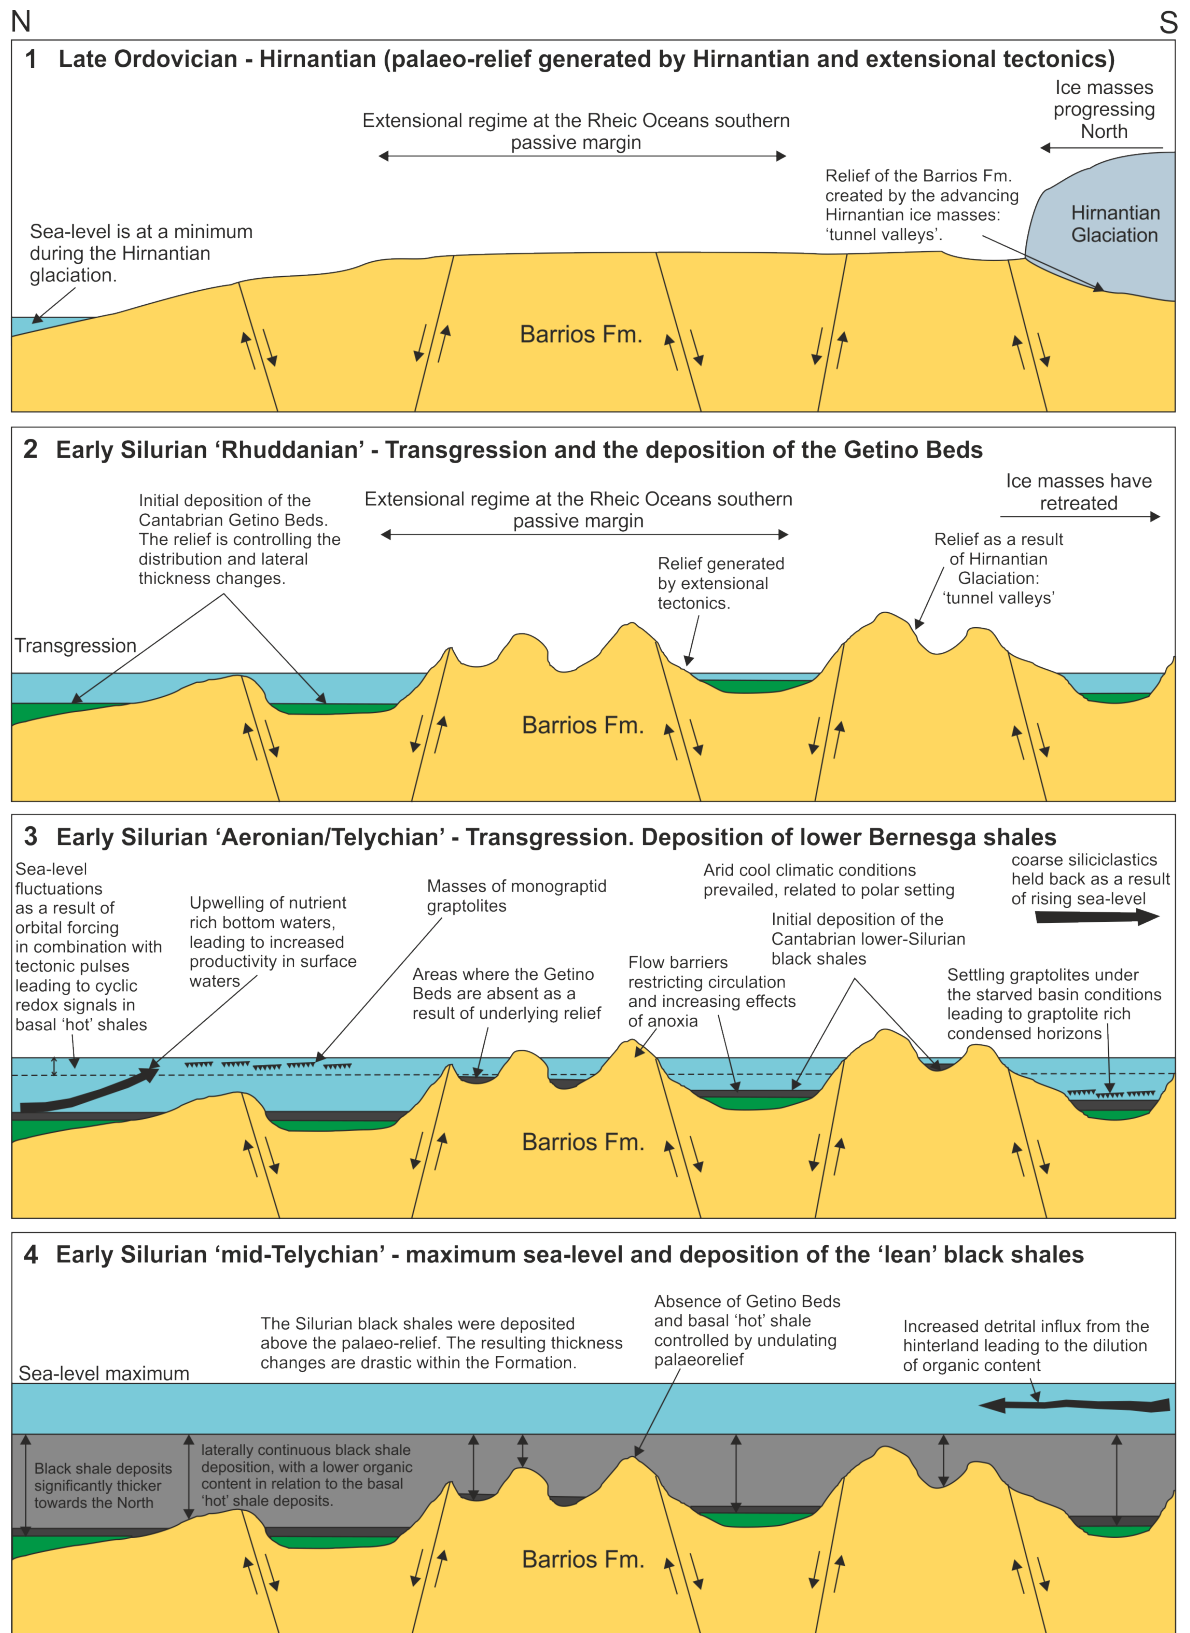 N
S
1 Late Ordovician - Hirnantian (palaeo-relief generated by Hirnantian and extensional tectonics)
Ice masses
progressing
North
Extensional regime at the Rheic Oceans southern
passive margin
Relief of the Barrios Fm.
created by the advancing
Hirnantian ice masses:
‘tunnel valleys’.
Hirnantian
Glaciation
Sea-level is at a minimum
during the Hirnantian
glaciation.
Barrios Fm.
2 Early Silurian ‘Rhuddanian’ - Transgression and the deposition of the Getino Beds
Initial deposition of the
Cantabrian Getino Beds.
The relief is controlling the
distribution and lateral
thickness changes.
Extensional regime at the Rheic Oceans southern
passive margin
Ice masses have
retreated
Relief generated
by extensional
tectonics.
Relief as a result
of Hirnantian
Glaciation:
‘tunnel valleys’
Transgression
Barrios Fm.
3 Early Silurian ‘Aeronian/Telychian’ - Transgression. Deposition of lower Bernesga shales
Sea-level
fluctuations
as a result of
orbital forcing
in combination with
tectonic pulses
leading to cyclic
redox signals in
basal ‘hot’ shales
Upwelling of nutrient
rich bottom waters,
leading to increased
productivity in surface
waters
Masses of monograptid
graptolites
Areas where the Getino
Beds are absent as a
result of underlying relief
Flow barriers
restricting circulation
and increasing effects
of anoxia
Arid cool climatic conditions
prevailed, related to polar setting
Initial deposition of the
Cantabrian lower-Silurian
black shales
coarse siliciclastics
held back as a result
of rising sea-level
Settling graptolites under
the starved basin conditions
leading to graptolite rich
condensed horizons
Barrios Fm.
4 Early Silurian ‘mid-Telychian’ - maximum sea-level and deposition of the ‘lean’ black shales
The Silurian black shales were deposited
above the palaeo-relief. The resulting thickness
changes are drastic within the Formation.
Absence of Getino Beds
and basal ‘hot’ shale
controlled by undulating
palaeorelief
Increased detrital influx from the
hinterland leading to the dilution
of organic content
Sea-level maximum
Black shale deposits
significantly thicker
towards the North
laterally continuous black shale
deposition, with a lower organic
content in relation to the basal
‘hot’ shale deposits.
Barrios Fm.